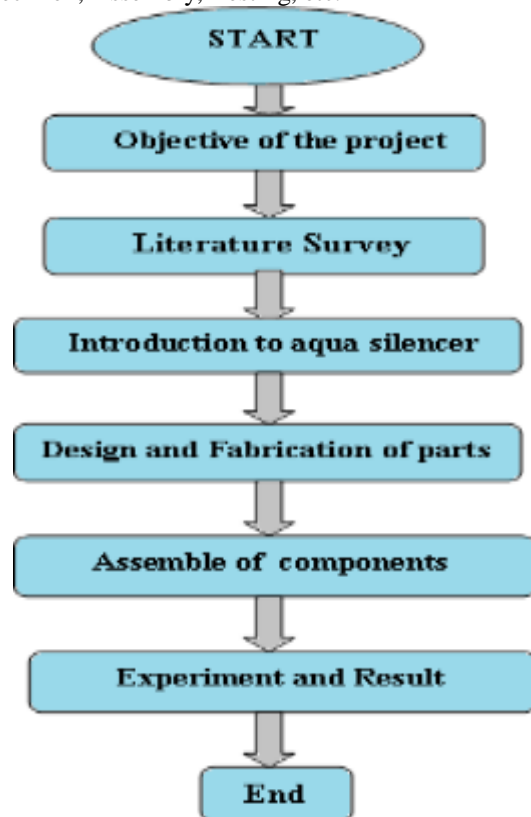 START
Objective of the project
Literature Survey
Introduction to aqua silencer
Design and Fabrication of parts
Assemble of components
Experiment and Result
End